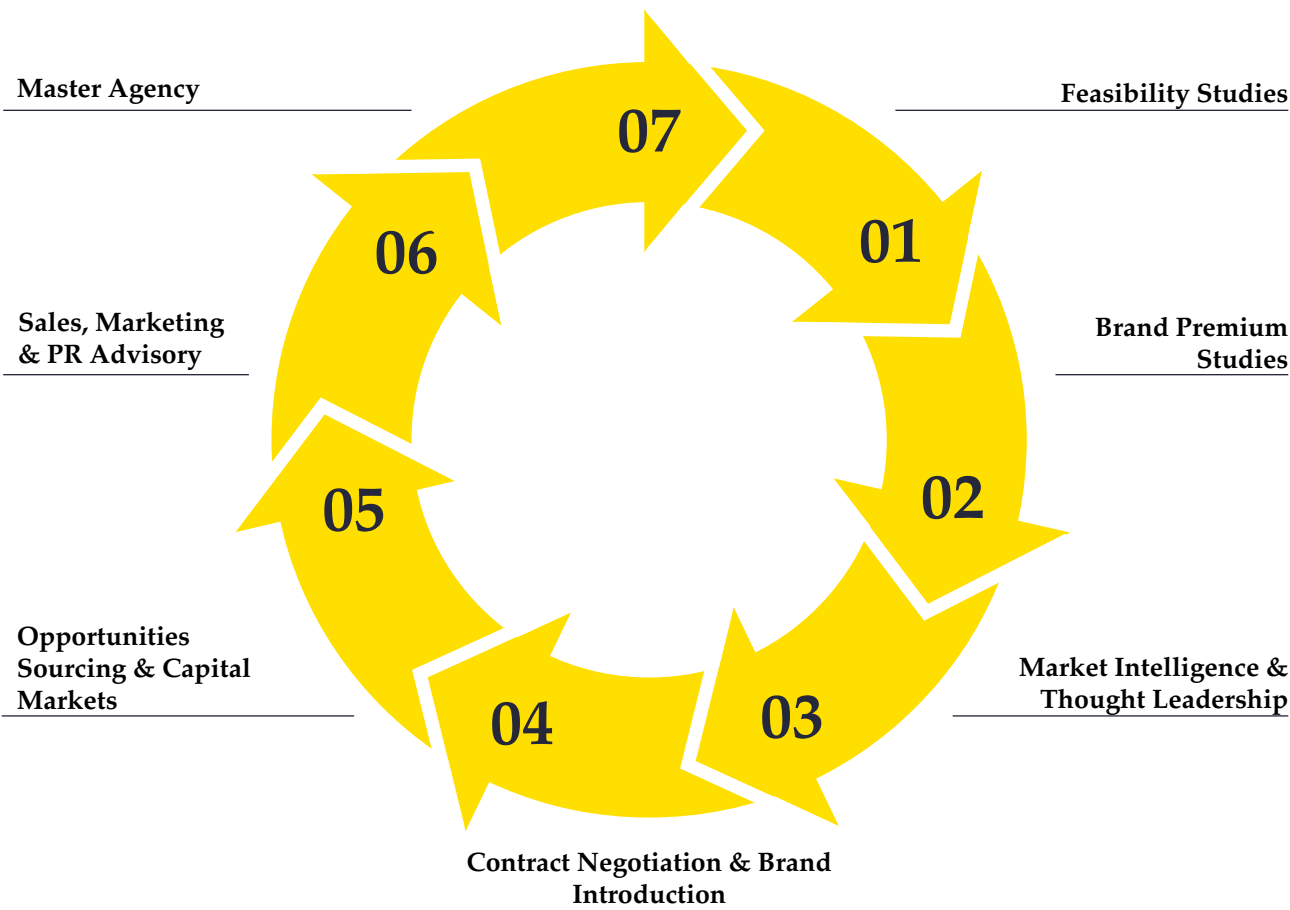 Master Agency
07
Feasibility Studies
01
06
Sales, Marketing
& PR Advisory
Brand Premium
Studies
02
05
Opportunities
Sourcing & Capital
Markets
Market Intelligence &
Thought Leadership
03
04
Contract Negotiation & Brand
Introduction